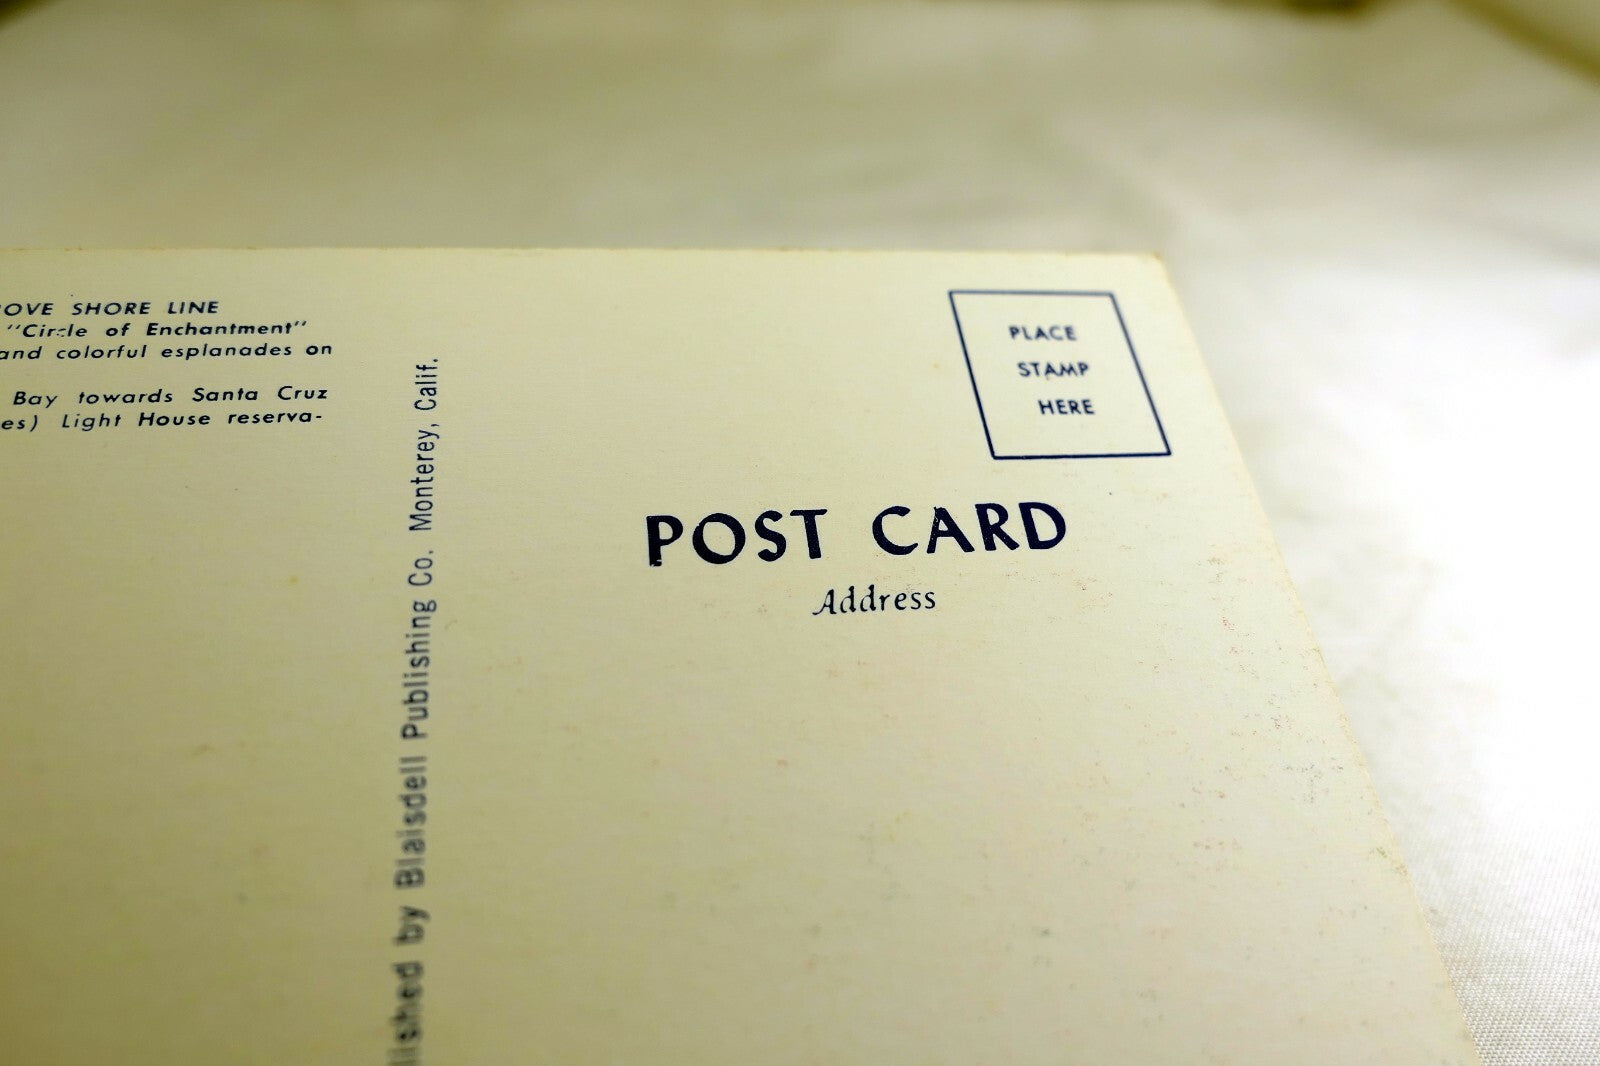 OVE SHORE LINE
"Circle of Enchantment"
and colorful esplanades on
Bay towards Santa Cruz
es) Light House reserva-
lished by Blaisdell Publishing Co. Monterey, Calif.
PLACE
STAMP
HERE
POST CARD
Address